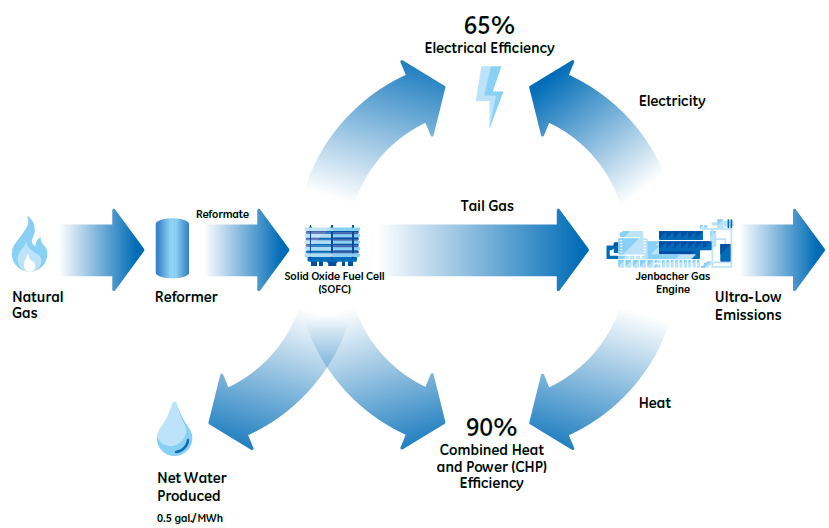 65%
Electrical Efficiency
Electricity
Tail Gas
Reformate
Natural
Gas
Reformer
Solid Oxide Fuel Cell
(SOFC)
Jenbacher Gas
Engine
Ultra-Low
Emissions
Heat
90%
Combined Heat
and Power (CHP)
Efficiency
Net Water
Produced
0.5 gal./MWh